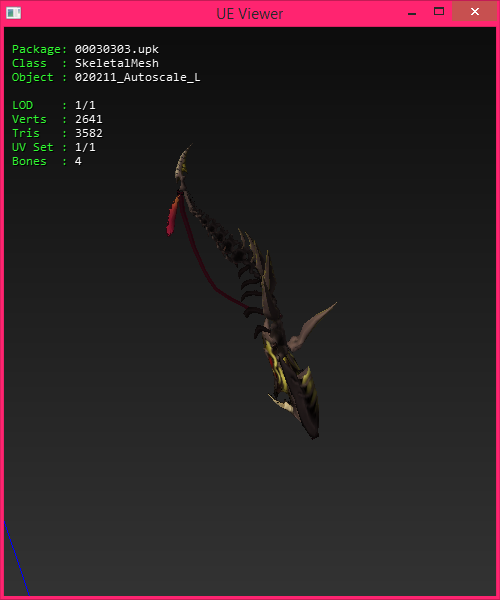 UE Viewer
Package: 00030303.upk
Class  : SkeletalMesh
Object : 020211_Autoscale_L
LOD    : 1/1
Verts  : 2641
Tris   : 3582
UV Set : 1/1
Bones  : 4